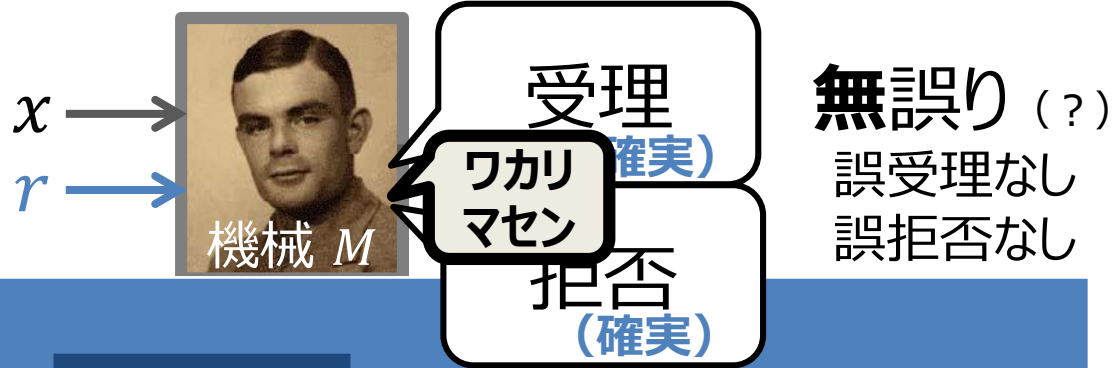 x
r
機械 M
受理
（確実）
ワカリ
マセン
拒否
（確実）
無誤り（？）
誤受理なし
誤拒否なし